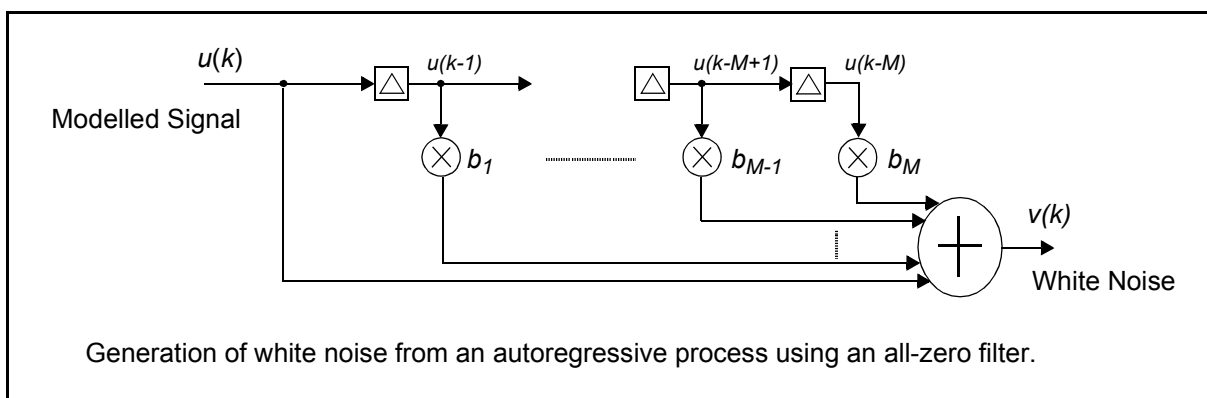 u(k) u(k-1) u(k-M+1) u(k-M)
Modelled Signal
b1 bM-1 bM
v(k)
White Noise
Generation of white noise from an autoregressive process using an all-zero filter.